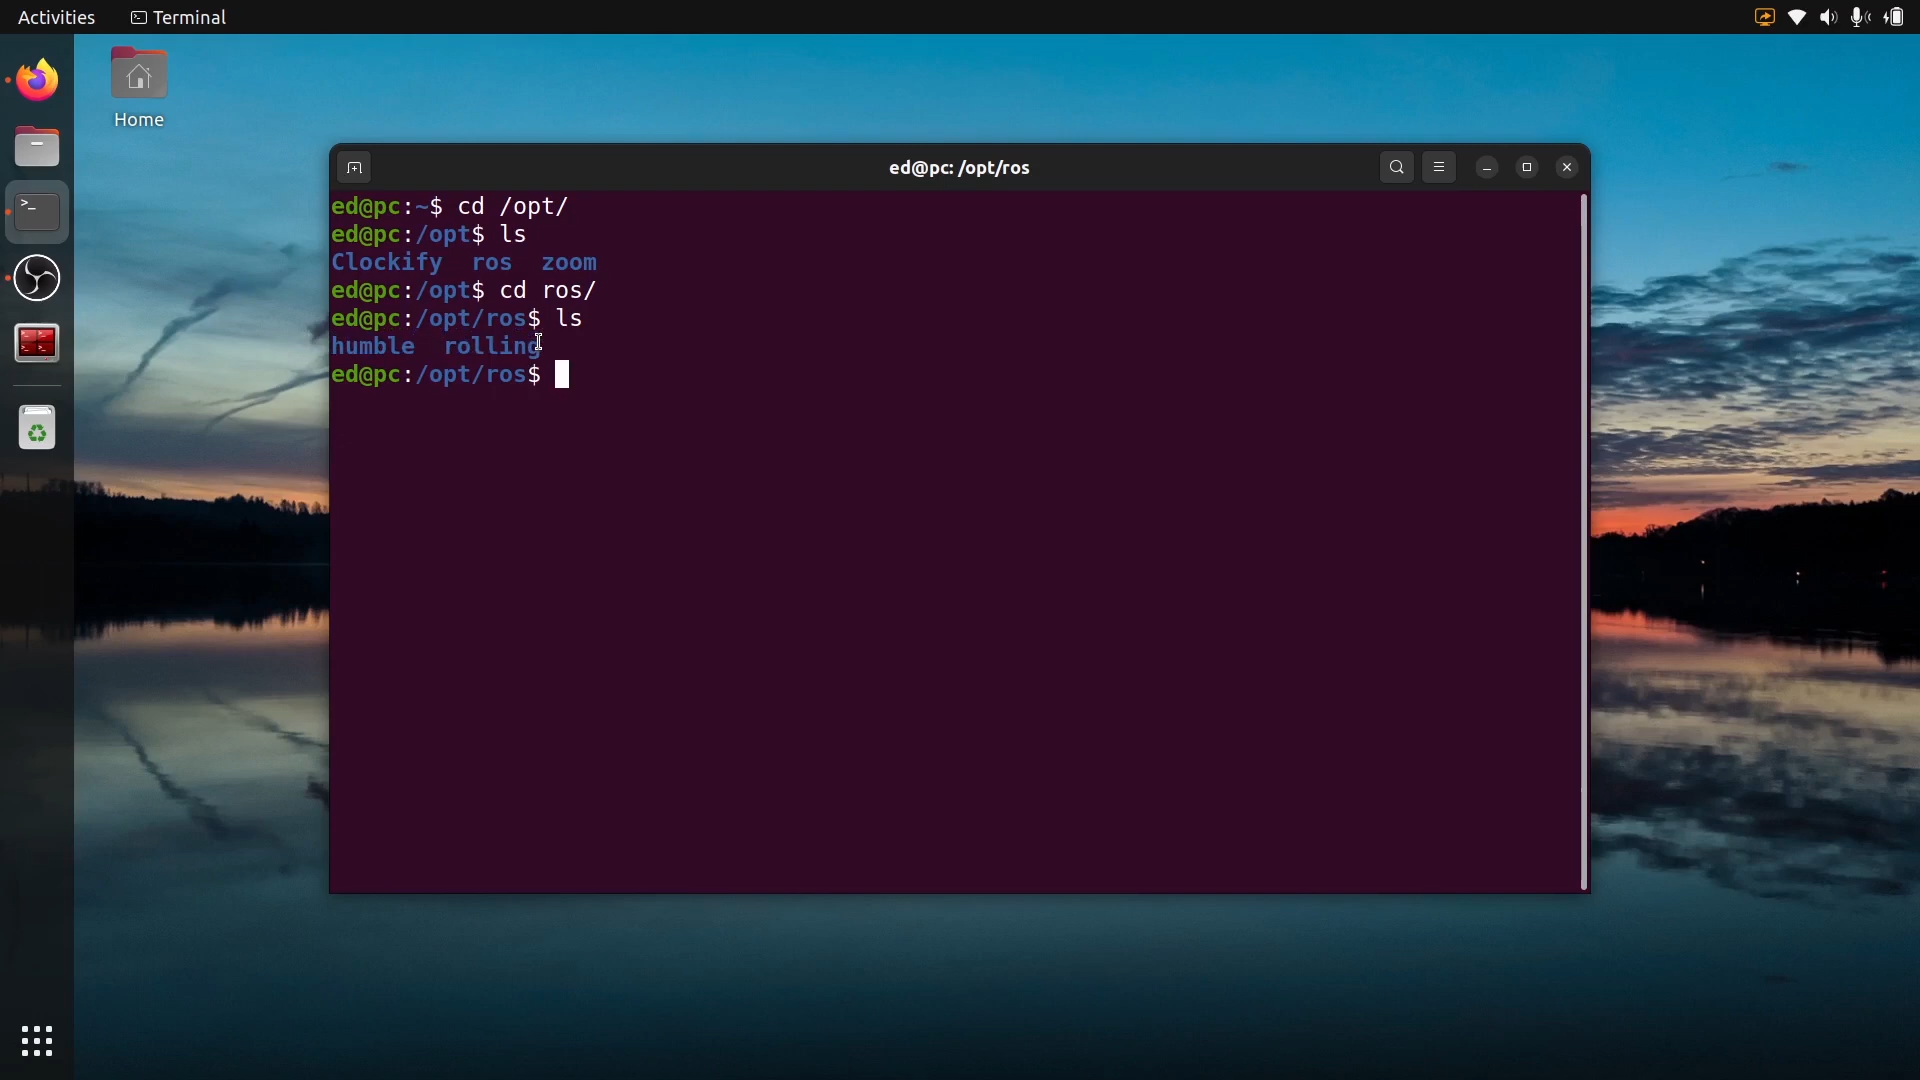 Activities Terminal
Home
ed@pc: /opt/ros
ed@pc:~$ cd /opt/
ed@pc:/opt$ ls
Clockify  ros  zoom
ed@pc:/opt$ cd ros/
ed@pc:/opt/ros$ ls
humble  rolling
ed@pc:/opt/ros$